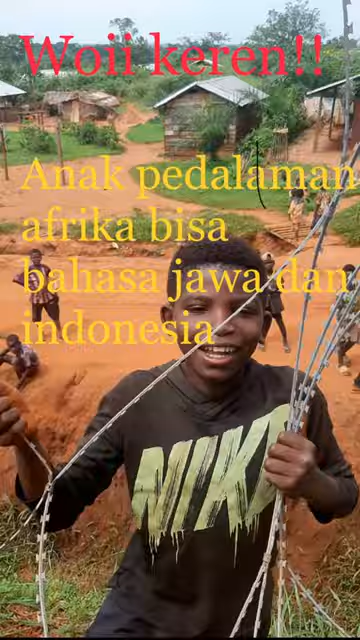 Woii keren!!
Anak pedalaman
afrika bisa
bahasa jawa dan
indonesia
NIKE